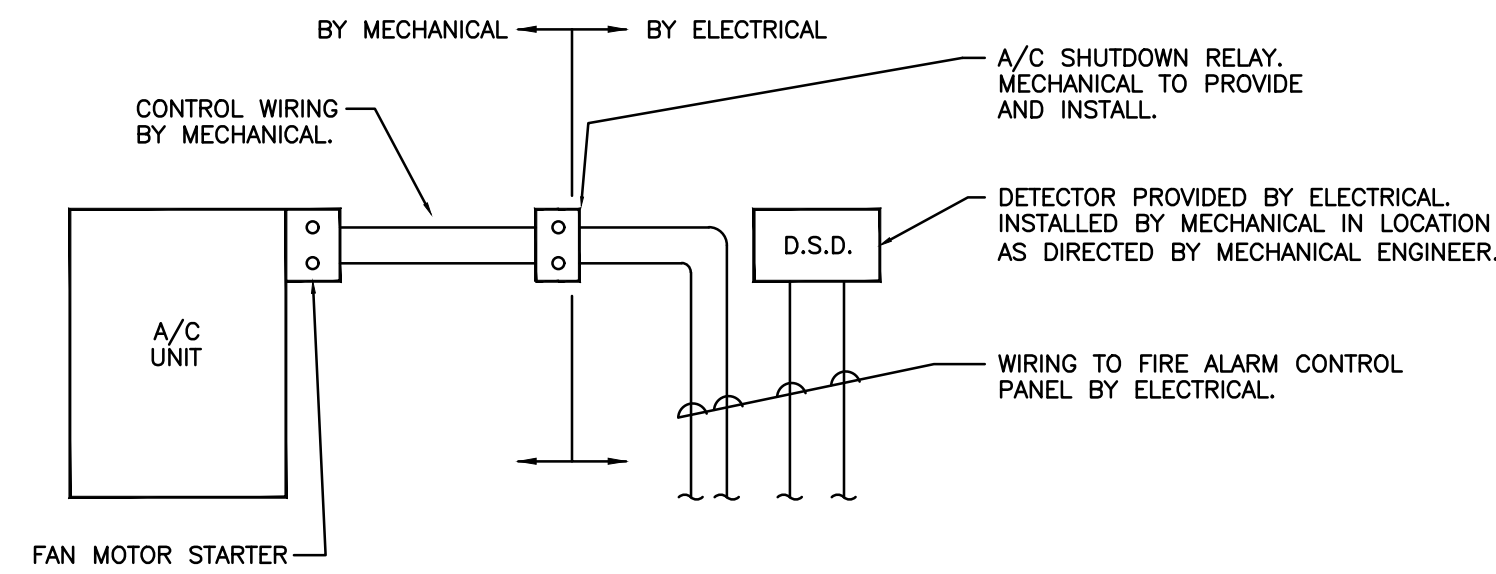 BY MECHANICAL
BY ELECTRICAL
A/C SHUTDOWN RELAY.
MECHANICAL TO PROVIDE
AND INSTALL.
CONTROL WIRING
BY MECHANICAL.
DETECTOR PROVIDED BY ELECTRICAL.
INSTALLED BY MECHANICAL IN LOCATION
AS DIRECTED BY MECHANICAL ENGINEER.
D.S.D.
A/C
UNIT
WIRING TO FIRE ALARM CONTROL
PANEL BY ELECTRICAL.
FAN MOTOR STARTER